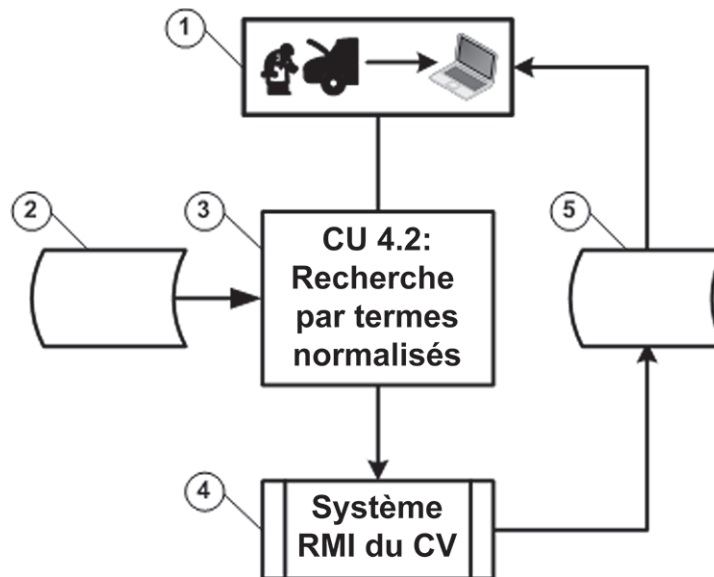 1
2
3
CU 4.2:
Recherche
par termes
normalisés
5
4
Système
RMI du CV